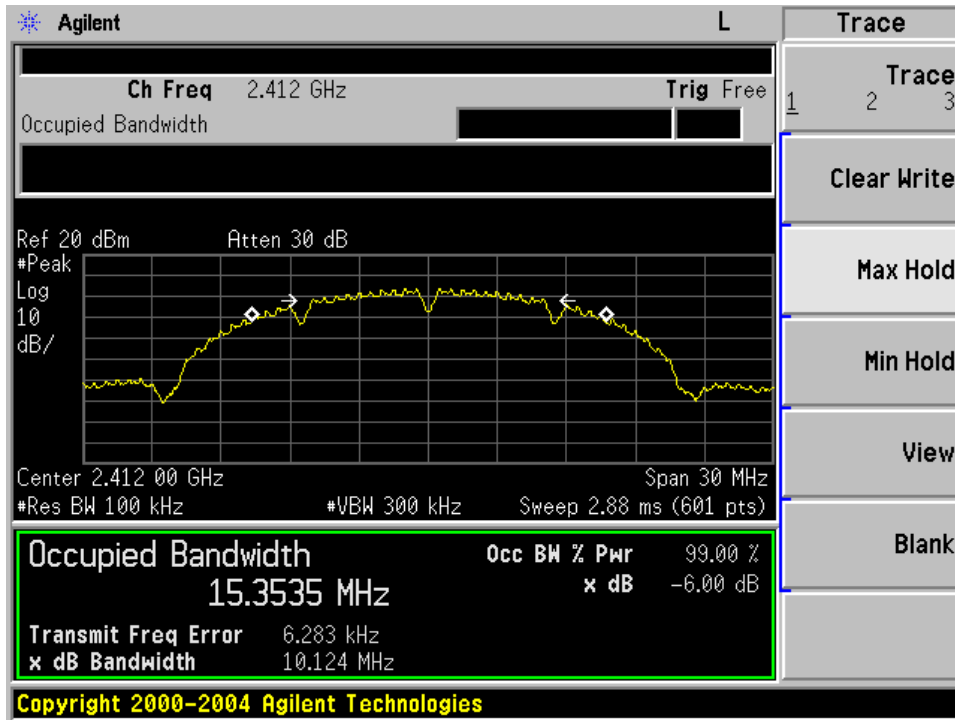 Agilent L
Trace
Ch Freq 2.412 GHz Trig Free
Occupied Bandwidth
Trace
1 2 3
Clear Write
Max Hold
Min Hold
View
Blank
Ref 20 dBm Atten 30 dB
#Peak
Log
10
dB/
Center 2.412 00 GHz Span 30 MHz
#Res BW 100 kHz #VBW 300 kHz Sweep 2.88 ms (601 pts)
Occupied Bandwidth
15.3535 MHz
Occ BW % Pwr 99.00 %
x dB -6.00 dB
Transmit Freq Error 6.283 kHz
x dB Bandwidth 10.124 MHz
Copyright 2000-2004 Agilent Technologies